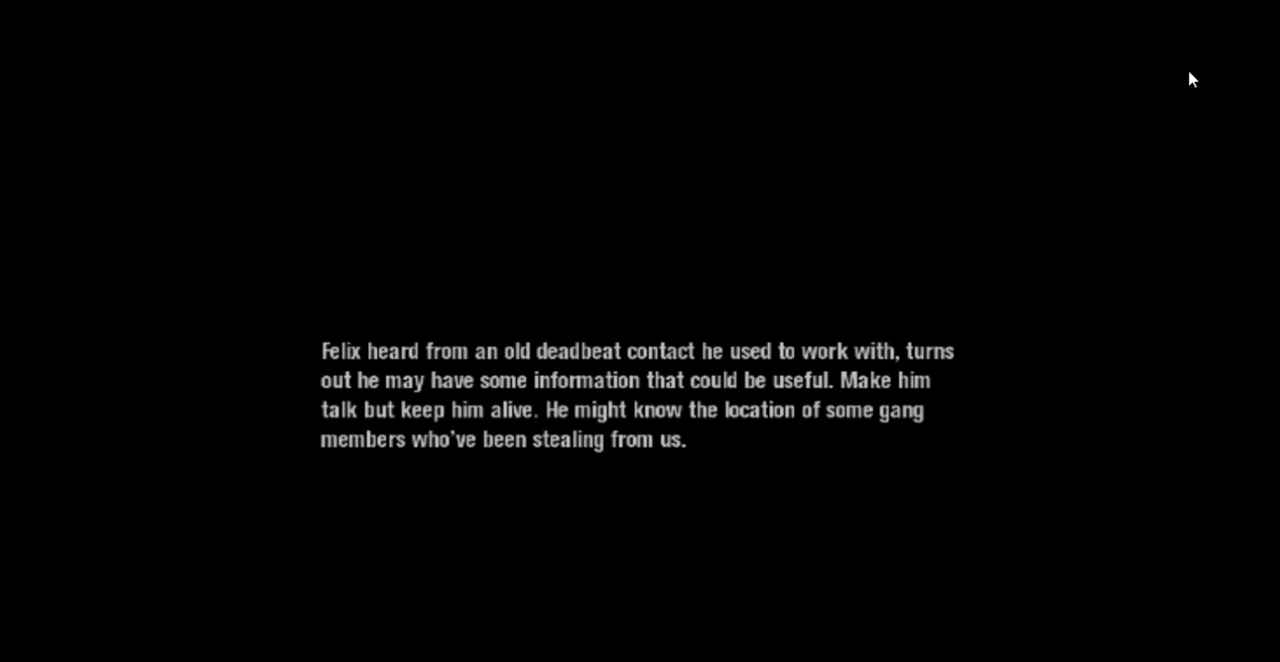 Felix heard from an old deadbeat contact he used to work with, turns
out he may have some information that could be useful. Make him
talk but keep him alive. He might know the location of some gang
members who've been stealing from us.